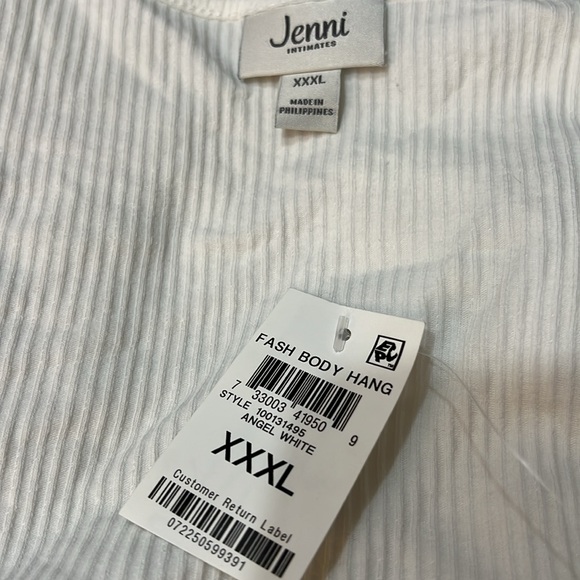 Jenni
INTIMATES
XXXL
MADE IN
PHILIPPINES
FASH BODY HANG
7 33003 41950 9
STYLE 100131495
ANGEL WHITE
XXXL
Customer Return Label
072250599391